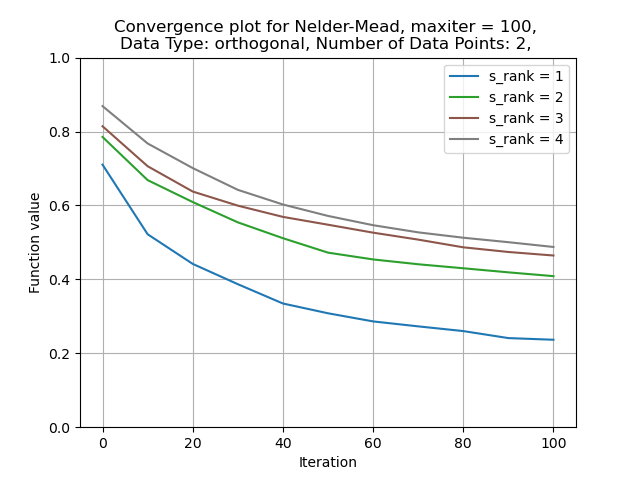 Convergence plot for Nelder-Mead, maxiter = 100,
Data Type: orthogonal, Number of Data Points: 2,
1.0
0.8
0.6
0.4
0.2
0.0
Function value
s_rank = 1
s_rank = 2
s_rank = 3
s_rank = 4
0 20 40 60 80 100
Iteration